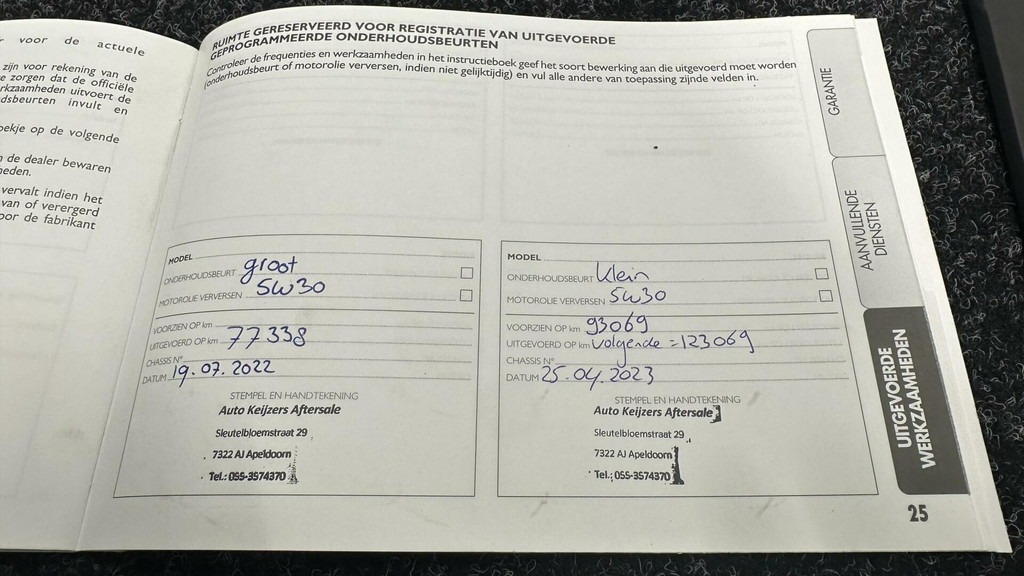 r voor de actuele
zijn voor rekening van de
e zorgen dat de officiële
rkzaamheden uitvoert de
dsbeurten invult en
oekje op de volgende
n de dealer bewaren
heden.
vervalt indien het
van of verergerd
oor de fabrikant
RUIMTE GERESERVEERD VOOR REGISTRATIE VAN UITGEVOERDE
GEPROGRAMMEERDE ONDERHOUDSBEURTEN
Controleer de frequenties en werkzaamheden in het instructieboek geef het soort bewerking aan die uitgevoerd moet worden
(onderhoudsbeurt of motorolie verversen, indien niet gelijktijdig) en vul alle andere van toepassing zijnde velden in.
MODEL
ONDERHOUDSBEURT groot
MOTOROLIE VERVERSEN 5W30
VOORZIEN OP km
UITGEVOERD OP km 77338
CHASSIS N°
DATUM 19.07.2022
STEMPEL EN HANDTEKENING
Auto Keijzers Aftersale
Sleutelbloemstraat 29
7322 AJ Apeldoorn
Tel.: 055-3574370
MODEL
ONDERHOUDSBEURT Klein
MOTOROLIE VERVERSEN 5W30
VOORZIEN OP km 93069
UITGEVOERD OP km volgende = 123069
CHASSIS N°
DATUM 25.04.2023
STEMPEL EN HANDTEKENING
Auto Keijzers Aftersale
Sleutelbloemstraat 29
7322 AJ Apeldoorn
Tel.: 055-3574370
GARANTIE
AANVULLENDE
DIENSTEN
UITGEVOERDE
WERKZAAMHEDEN
25